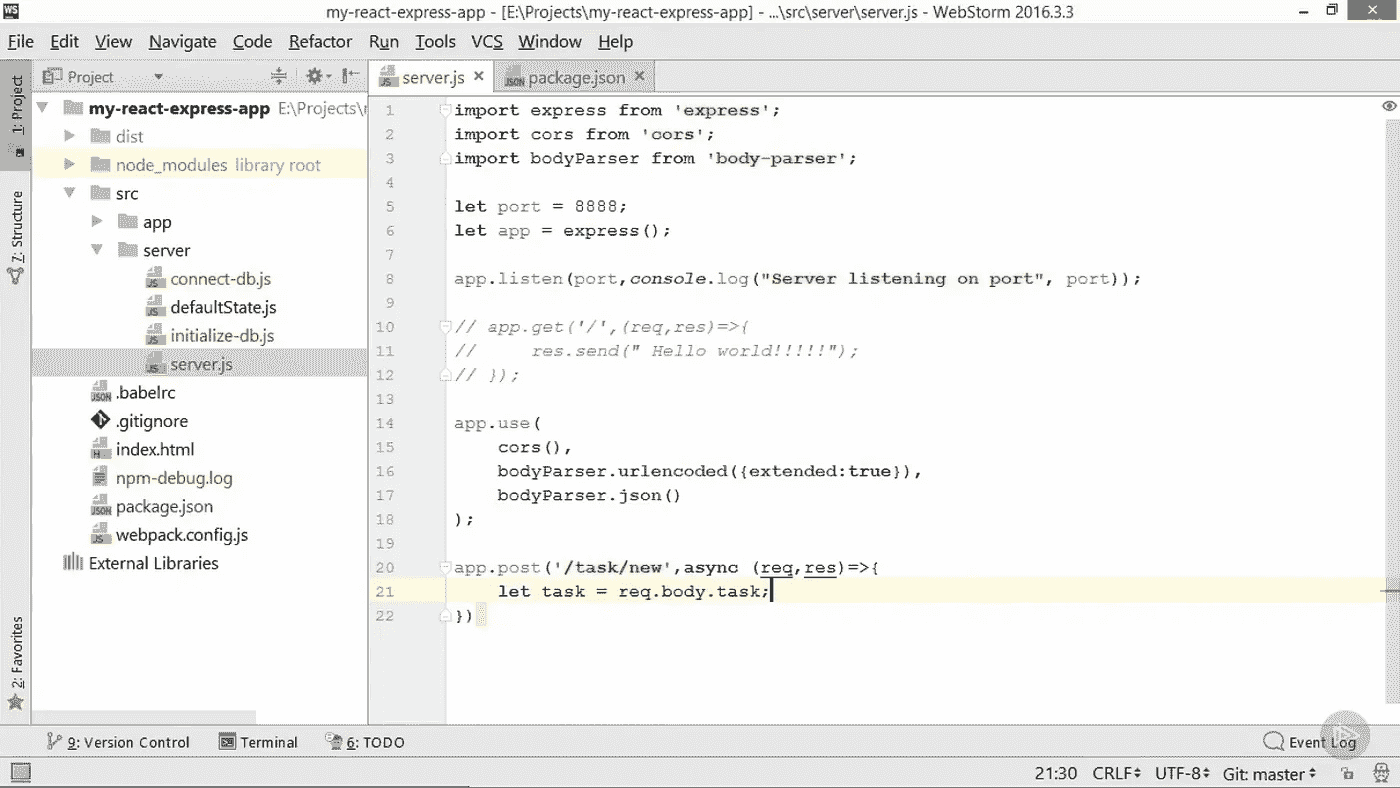 WS my-react-express-app - [E:\Projects\my-react-express-app] - ...\src\server\server.js - WebStorm 2016.3.3
File Edit View Navigate Code Refactor Run Tools VCS Window Help
Project
server.js
package.json
1: Project
7: Structure
2: Favorites
my-react-express-app E:\Projects\r
dist
node_modules library root
src
app
server
connect-db.js
defaultState.js
initialize-db.js
server.js
.babelrc
.gitignore
index.html
npm-debug.log
package.json
webpack.config.js
External Libraries
1 import express from 'express';
2 import cors from 'cors';
3 import bodyParser from 'body-parser';
4
5 let port = 8888;
6 let app = express();
7
8 app.listen(port,console.log("Server listening on port", port));
9
10 // app.get('/',(req,res)=>{
11 //     res.send(" Hello world!!!!!");
12 // });
13
14 app.use(
15     cors(),
16     bodyParser.urlencoded({extended:true}),
17     bodyParser.json()
18 );
19
20 app.post('/task/new',async (req,res)=>{
21     let task = req.body.task;
22 })
9: Version Control Terminal 6: TODO Event Log
21:30 CRLF UTF-8 Git: master